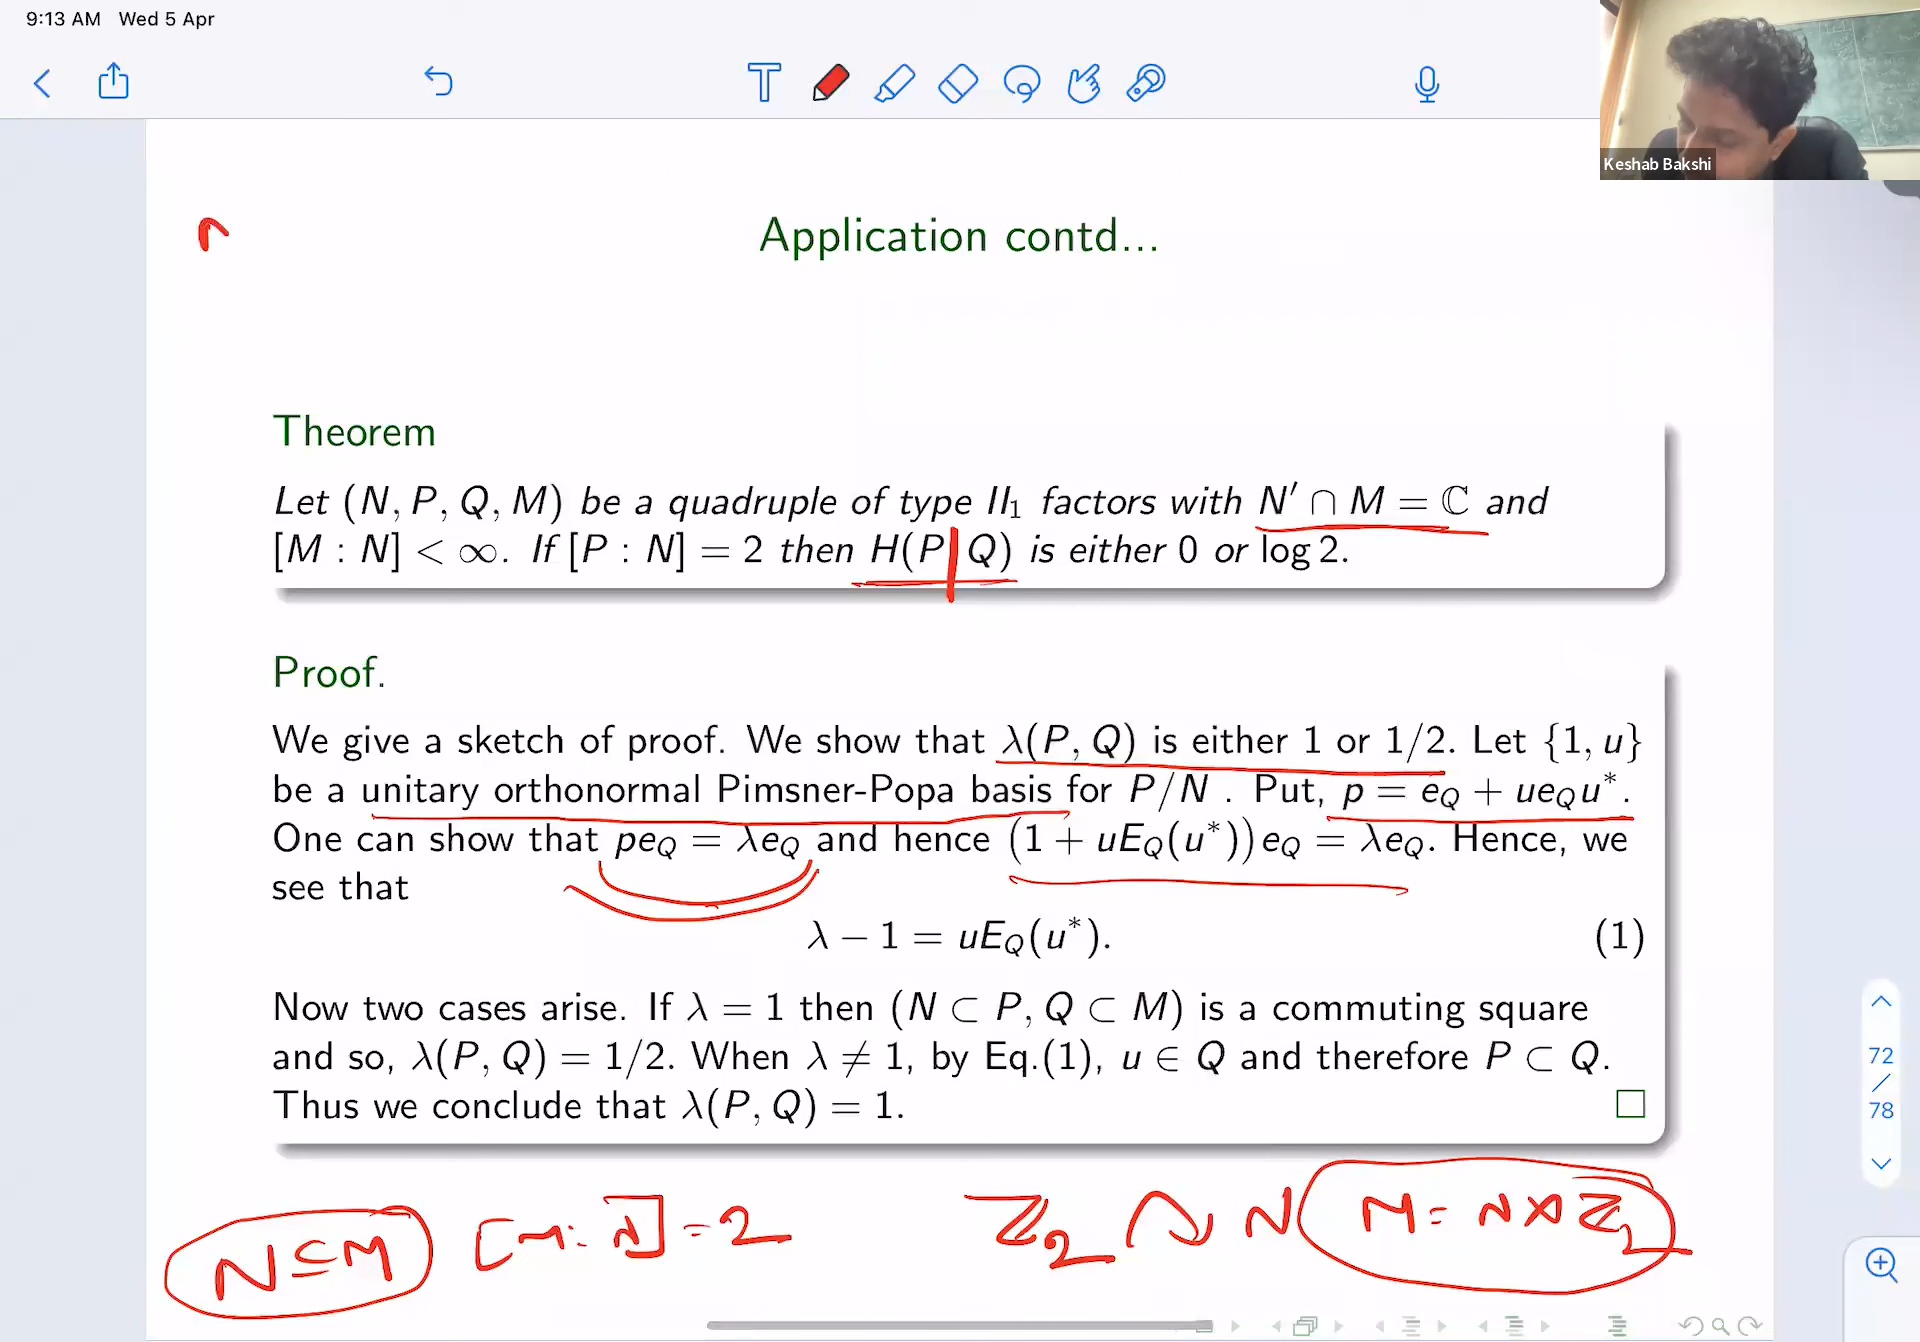 9:13 AM Wed 5 Apr
Keshab Bakshi
Application contd...
Theorem
Let (N, P, Q, M) be a quadruple of type II₁ factors with N′ ∩ M = ℂ and
[M : N] < ∞. If [P : N] = 2 then H(P|Q) is either 0 or log 2.
Proof.
We give a sketch of proof. We show that λ(P, Q) is either 1 or 1/2. Let {1, u}
be a unitary orthonormal Pimsner-Popa basis for P/N . Put, p = e_Q + ue_Qu*.
One can show that pe_Q = λe_Q and hence (1 + uE_Q(u*))e_Q = λe_Q. Hence, we
see that
λ − 1 = uE_Q(u*). (1)
Now two cases arise. If λ = 1 then (N ⊂ P, Q ⊂ M) is a commuting square
and so, λ(P, Q) = 1/2. When λ ≠ 1, by Eq.(1), u ∈ Q and therefore P ⊂ Q.
Thus we conclude that λ(P, Q) = 1. □
N ⊆ M [M : N] = 2 ℤ₂ ↷ N M = N ⋊ ℤ₂
72
/
78